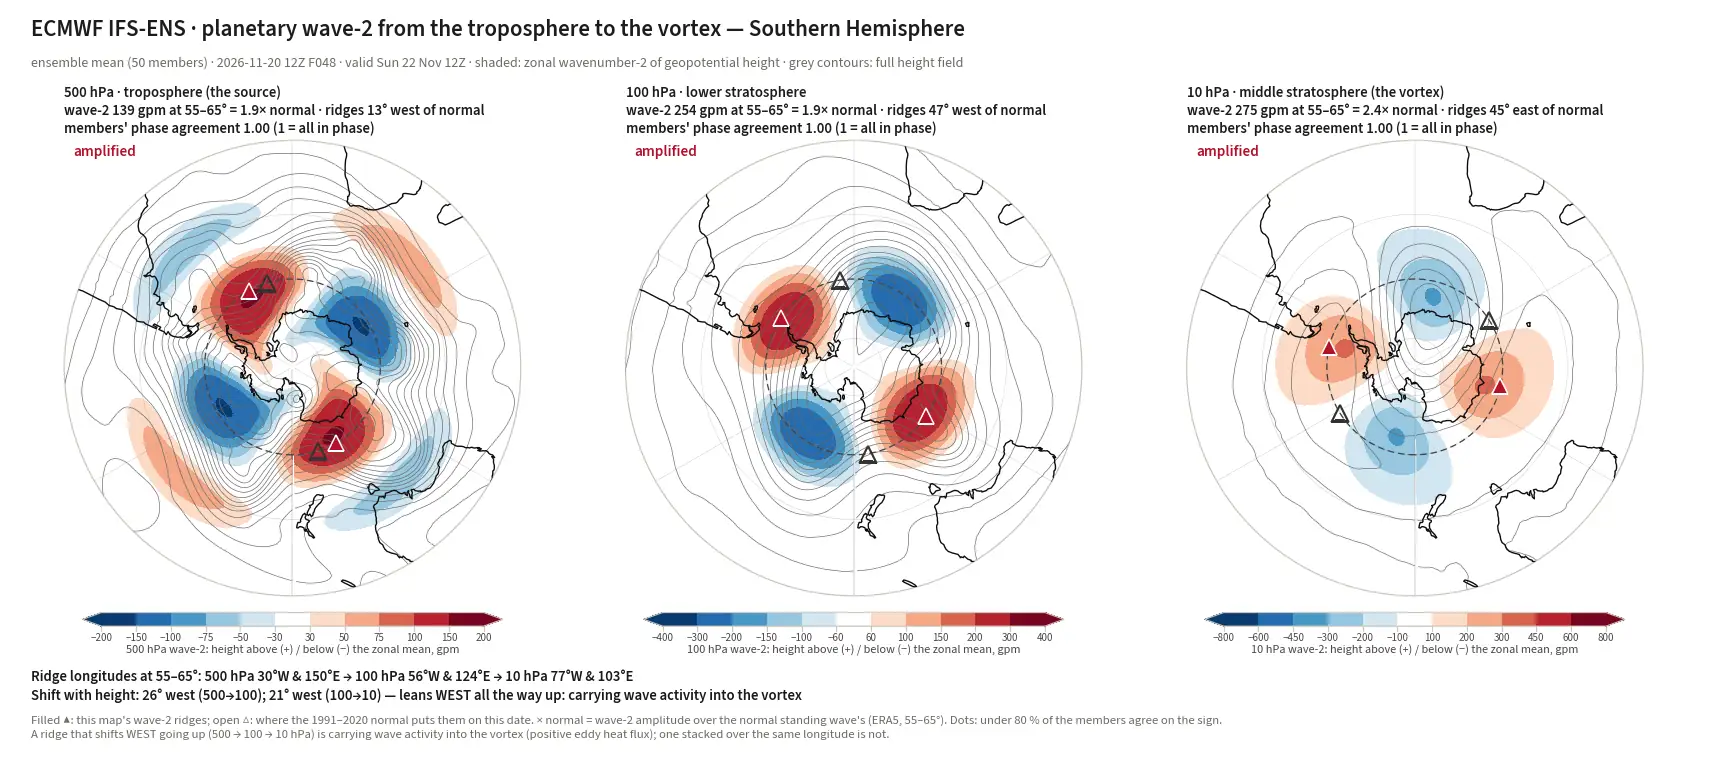 ECMWF IFS-ENS · planetary wave-2 from the troposphere to the vortex — Southern Hemisphere
ensemble mean (50 members) · 2026-11-20 12Z F048 · valid Sun 22 Nov 12Z · shaded: zonal wavenumber-2 of geopotential height · grey contours: full height field
500 hPa · troposphere (the source)
wave-2 139 gpm at 55–65° = 1.9× normal · ridges 13° west of normal
members' phase agreement 1.00 (1 = all in phase)
amplified
100 hPa · lower stratosphere
wave-2 254 gpm at 55–65° = 1.9× normal · ridges 47° west of normal
members' phase agreement 1.00 (1 = all in phase)
amplified
10 hPa · middle stratosphere (the vortex)
wave-2 275 gpm at 55–65° = 2.4× normal · ridges 45° east of normal
members' phase agreement 1.00 (1 = all in phase)
amplified
−200 −150 −100 −75 −50 −30 30 50 75 100 150 200
500 hPa wave-2: height above (+) / below (−) the zonal mean, gpm
−400 −300 −200 −150 −100 −60 60 100 150 200 300 400
100 hPa wave-2: height above (+) / below (−) the zonal mean, gpm
−800 −600 −450 −300 −200 −100 100 200 300 450 600 800
10 hPa wave-2: height above (+) / below (−) the zonal mean, gpm
Ridge longitudes at 55–65°: 500 hPa 30°W & 150°E → 100 hPa 56°W & 124°E → 10 hPa 77°W & 103°E
Shift with height: 26° west (500→100); 21° west (100→10) — leans WEST all the way up: carrying wave activity into the vortex
Filled ▲: this map's wave-2 ridges; open △: where the 1991–2020 normal puts them on this date. × normal = wave-2 amplitude over the normal standing wave's (ERA5, 55–65°). Dots: under 80 % of the members agree on the sign.
A ridge that shifts WEST going up (500 → 100 → 10 hPa) is carrying wave activity into the vortex (positive eddy heat flux); one stacked over the same longitude is not.